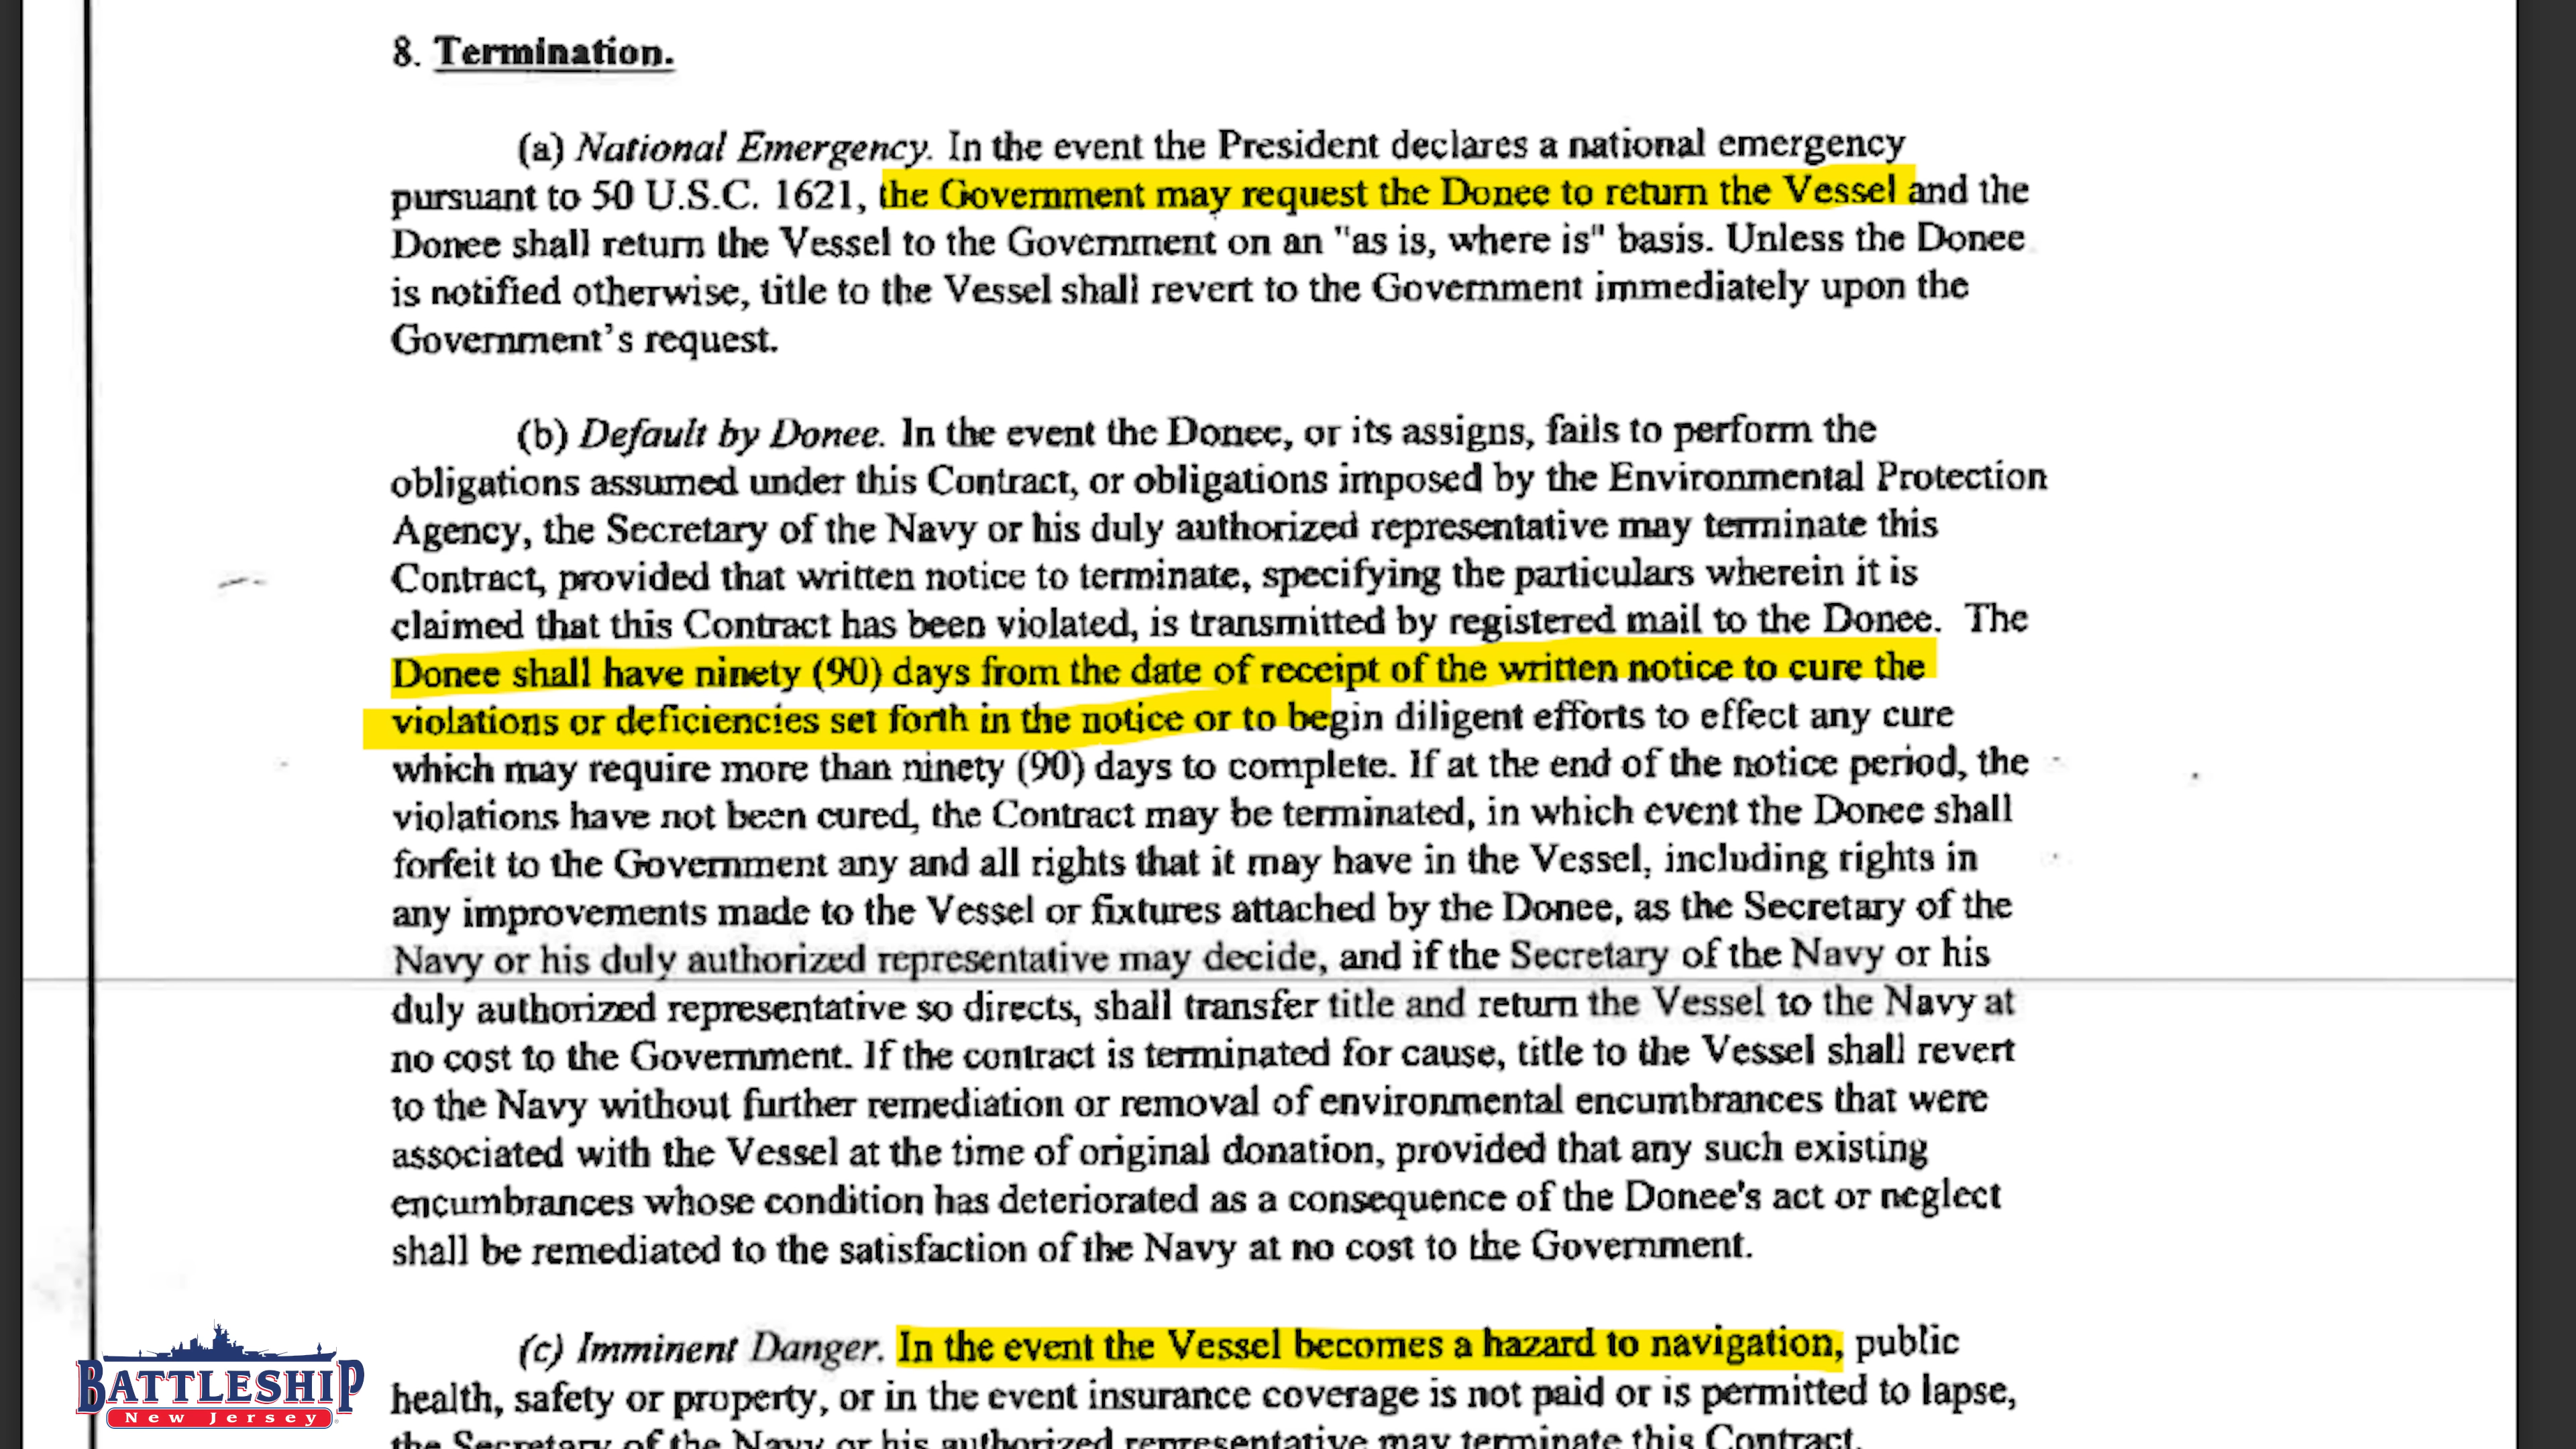 8. Termination.
(a) National Emergency. In the event the President declares a national emergency
pursuant to 50 U.S.C. 1621, the Government may request the Donee to return the Vessel and the
Donee shall return the Vessel to the Government on an "as is, where is" basis. Unless the Donee
is notified otherwise, title to the Vessel shall revert to the Government immediately upon the
Government's request.
(b) Default by Donee. In the event the Donee, or its assigns, fails to perform the
obligations assumed under this Contract, or obligations imposed by the Environmental Protection
Agency, the Secretary of the Navy or his duly authorized representative may terminate this
Contract, provided that written notice to terminate, specifying the particulars wherein it is
claimed that this Contract has been violated, is transmitted by registered mail to the Donee. The
Donee shall have ninety (90) days from the date of receipt of the written notice to cure the
violations or deficiencies set forth in the notice or to begin diligent efforts to effect any cure
which may require more than ninety (90) days to complete. If at the end of the notice period, the
violations have not been cured, the Contract may be terminated, in which event the Donee shall
forfeit to the Government any and all rights that it may have in the Vessel, including rights in
any improvements made to the Vessel or fixtures attached by the Donee, as the Secretary of the
Navy or his duly authorized representative may decide, and if the Secretary of the Navy or his
duly authorized representative so directs, shall transfer title and return the Vessel to the Navy at
no cost to the Government. If the contract is terminated for cause, title to the Vessel shall revert
to the Navy without further remediation or removal of environmental encumbrances that were
associated with the Vessel at the time of original donation, provided that any such existing
encumbrances whose condition has deteriorated as a consequence of the Donee's act or neglect
shall be remediated to the satisfaction of the Navy at no cost to the Government.
(c) Imminent Danger. In the event the Vessel becomes a hazard to navigation, public
health, safety or property, or in the event insurance coverage is not paid or is permitted to lapse,
the Secretary of the Navy or his authorized representative may terminate this Contract.
BATTLESHIP
New Jersey